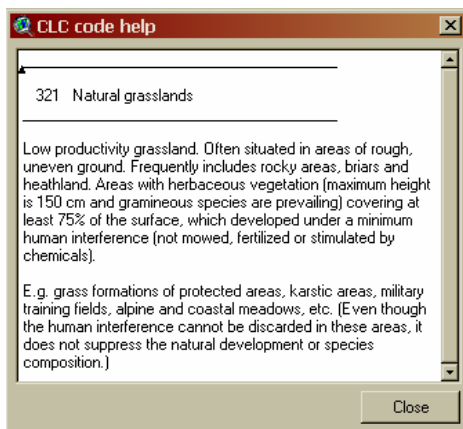 CLC code help
321 Natural grasslands
Low productivity grassland. Often situated in areas of rough,
uneven ground. Frequently includes rocky areas, briars and
heathland. Areas with herbaceous vegetation (maximum height
is 150 cm and gramineous species are prevailing) covering at
least 75% of the surface, which developed under a minimum
human interference (not mowed, fertilized or stimulated by
chemicals).
E.g. grass formations of protected areas, karstic areas, military
training fields, alpine and coastal meadows, etc. (Even though
the human interference cannot be discarded in these areas, it
does not suppress the natural development or species
composition.)
Close